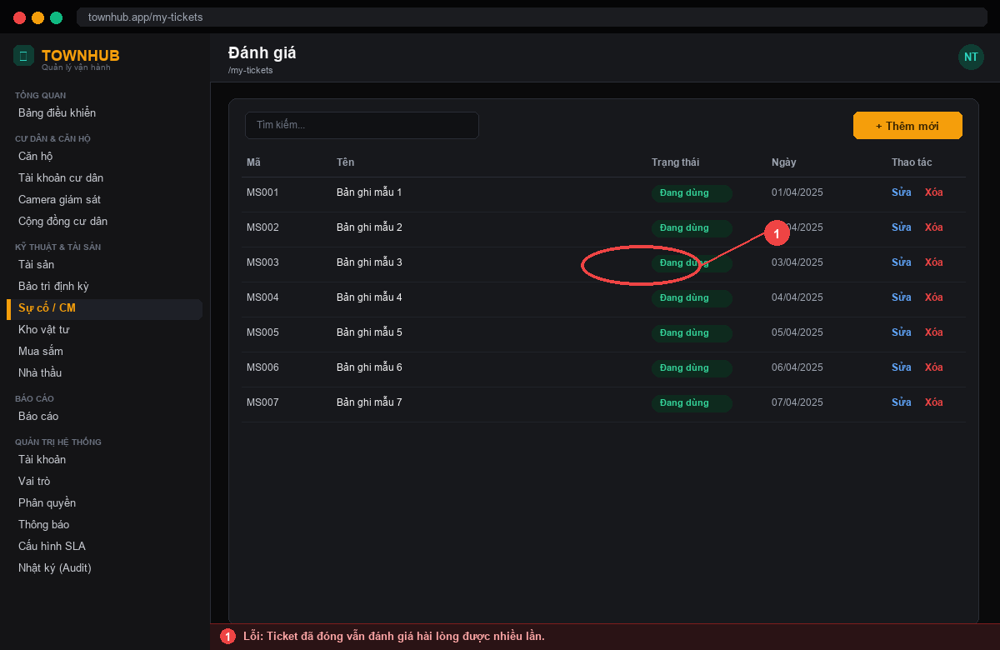 townhub.app/my-tickets
TOWNHUB
Quản lý vận hành
TỔNG QUAN
Bảng điều khiển
CƯ DÂN & CĂN HỘ
Căn hộ
Tài khoản cư dân
Camera giám sát
Cộng đồng cư dân
KỸ THUẬT & TÀI SẢN
Tài sản
Bảo trì định kỳ
Sự cố / CM
Kho vật tư
Mua sắm
Nhà thầu
BÁO CÁO
Báo cáo
QUẢN TRỊ HỆ THỐNG
Tài khoản
Vai trò
Phân quyền
Thông báo
Cấu hình SLA
Nhật ký (Audit)
Đánh giá
/my-tickets
NT
Tìm kiếm...
+ Thêm mới
Mã Tên Trạng thái Ngày Thao tác
MS001 Bản ghi mẫu 1 Đang dùng 01/04/2025 Sửa Xóa
MS002 Bản ghi mẫu 2 Đang dùng 04/2025 Sửa Xóa
1
MS003 Bản ghi mẫu 3 Đang dùng 03/04/2025 Sửa Xóa
MS004 Bản ghi mẫu 4 Đang dùng 04/04/2025 Sửa Xóa
MS005 Bản ghi mẫu 5 Đang dùng 05/04/2025 Sửa Xóa
MS006 Bản ghi mẫu 6 Đang dùng 06/04/2025 Sửa Xóa
MS007 Bản ghi mẫu 7 Đang dùng 07/04/2025 Sửa Xóa
1 Lỗi: Ticket đã đóng vẫn đánh giá hài lòng được nhiều lần.